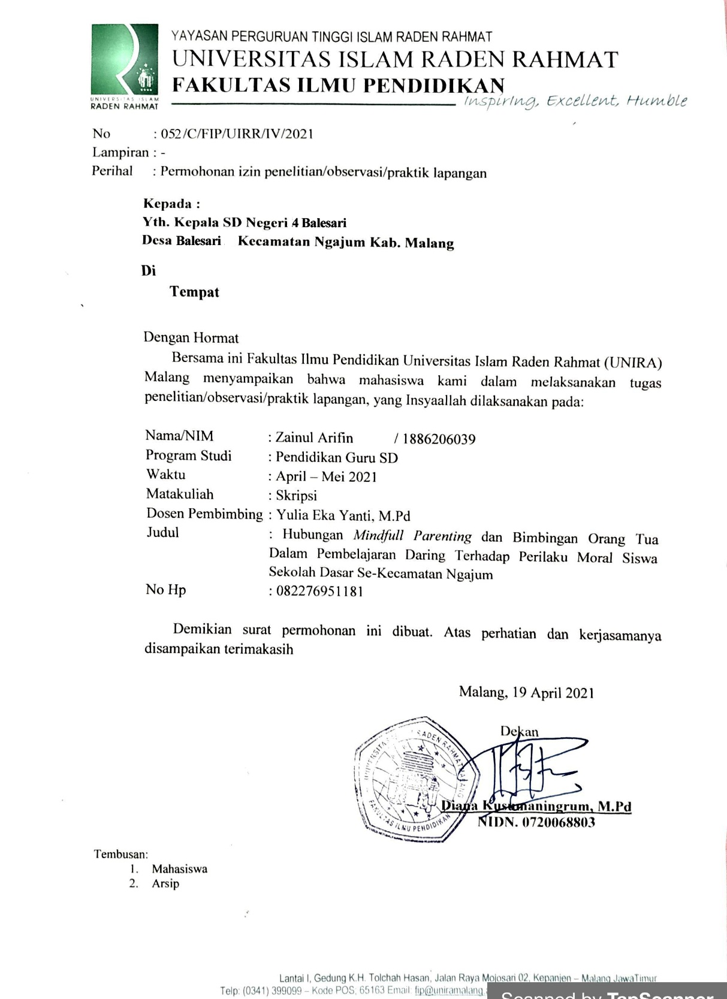 YAYASAN PERGURUAN TINGGI ISLAM RADEN RAHMAT
UNIVERSITAS ISLAM RADEN RAHMAT
FAKULTAS ILMU PENDIDIKAN
Inspiring, Excellent, Humble
UNIVERSITAS ISLAM
RADEN RAHMAT
No : 052/C/FIP/UIRR/IV/2021
Lampiran : -
Perihal : Permohonan izin penelitian/observasi/praktik lapangan
Kepada :
Yth. Kepala SD Negeri 4 Balesari
Desa Balesari Kecamatan Ngajum Kab. Malang
Di
Tempat
Dengan Hormat
Bersama ini Fakultas Ilmu Pendidikan Universitas Islam Raden Rahmat (UNIRA)
Malang menyampaikan bahwa mahasiswa kami dalam melaksanakan tugas
penelitian/observasi/praktik lapangan, yang Insyaallah dilaksanakan pada:
Nama/NIM : Zainul Arifin / 1886206039
Program Studi : Pendidikan Guru SD
Waktu : April – Mei 2021
Matakuliah : Skripsi
Dosen Pembimbing : Yulia Eka Yanti, M.Pd
Judul : Hubungan Mindfull Parenting dan Bimbingan Orang Tua
Dalam Pembelajaran Daring Terhadap Perilaku Moral Siswa
Sekolah Dasar Se-Kecamatan Ngajum
No Hp : 082276951181
Demikian surat permohonan ini dibuat. Atas perhatian dan kerjasamanya
disampaikan terimakasih
Malang, 19 April 2021
Dekan
UNIVERSITAS RADEN RAHMAT MALANG
FAKULTAS ILMU PENDIDIKAN
Diana Kusumaningrum, M.Pd
NIDN. 0720068803
Tembusan:
1. Mahasiswa
2. Arsip
Lantai I, Gedung K.H. Tolchah Hasan, Jalan Raya Mojosari 02, Kepanjen – Malang JawaTimur
Telp: (0341) 399099 – Kode POS; 65163 Email: fip@uniramalang.
Scanned by TapScanner